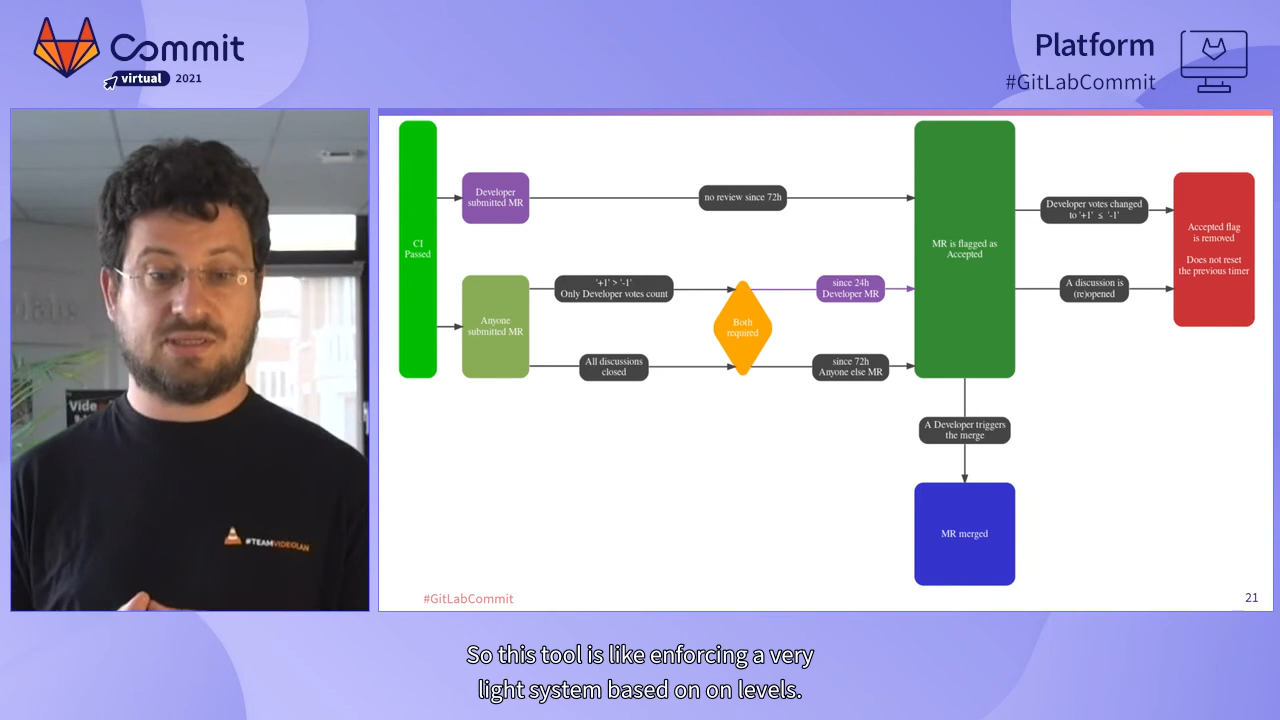 Commit
virtual 2021
Platform
#GitLabCommit
Vide
#TEAMVIDEOLAN
CI
Passed
Developer
submitted MR
no review since 72h
Anyone
submitted MR
'+1' > '-1'
Only Developer votes count
All discussions
closed
Both
required
since 24h
Developer MR
since 72h
Anyone else MR
MR is flagged as
Accepted
Developer votes changed
to '+1' ≤ '-1'
A discussion is
(re)opened
Accepted flag
is removed
Does not reset
the previous timer
A Developer triggers
the merge
MR merged
#GitLabCommit
21
So this tool is like enforcing a very
light system based on on levels.